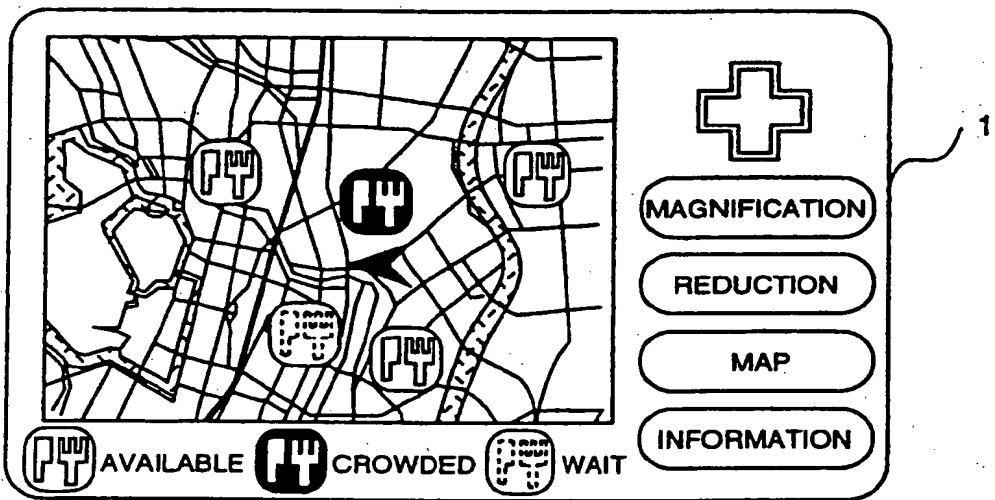 1
MAGNIFICATION
REDUCTION
MAP
INFORMATION
AVAILABLE CROWDED WAIT